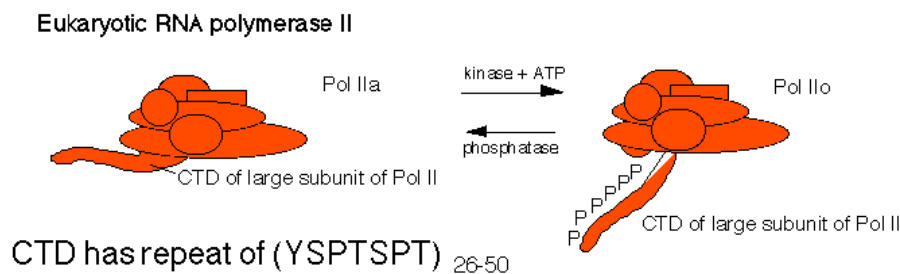 Eukaryotic RNA polymerase II
Pol IIa
kinase + ATP
Pol IIo
phosphatase
CTD of large subunit of Pol II
P P P P P P
CTD of large subunit of Pol II
CTD has repeat of (YSPTSPT) 26-50